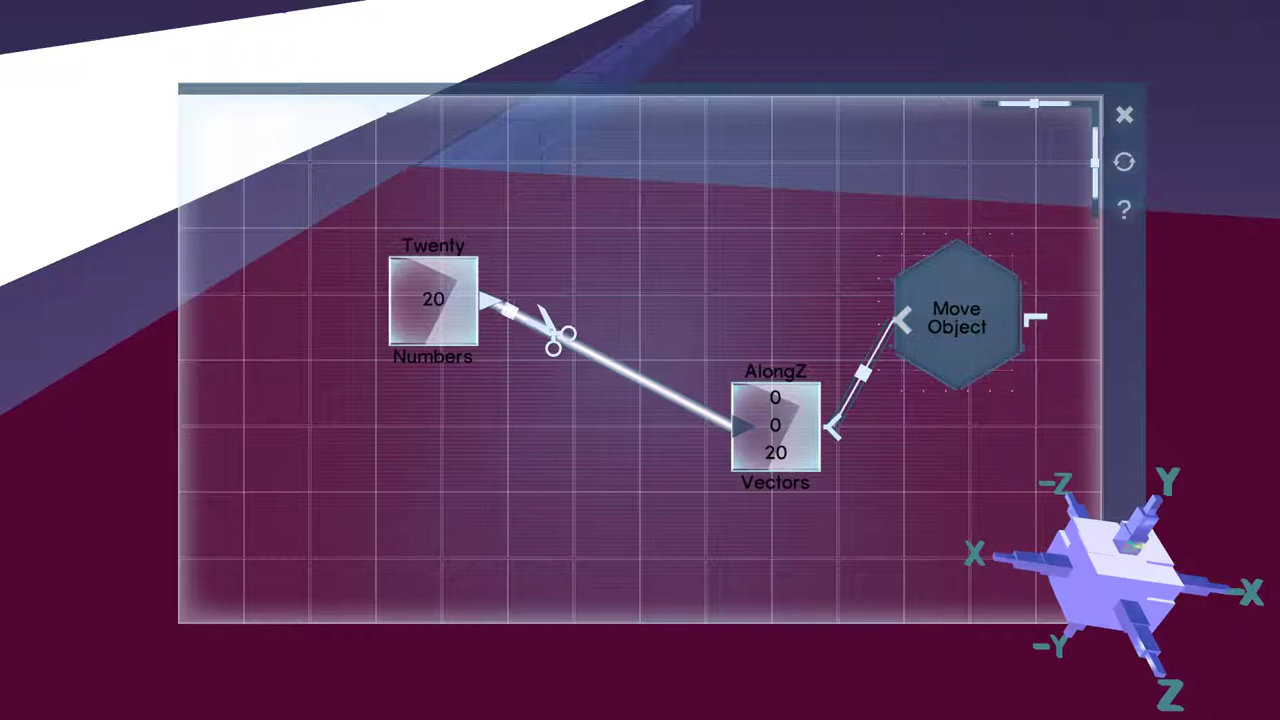 ?
Twenty
20
Numbers
AlongZ
0
0
20
Vectors
Move
Object
-Z
Y
X
-X
-Y
Z